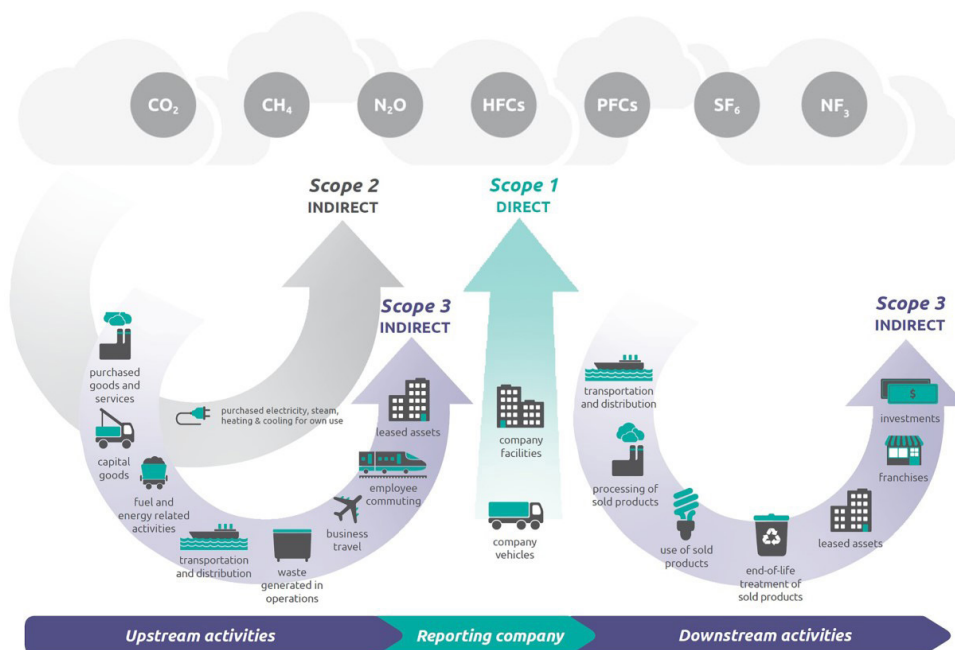 CO₂
CH₄
N₂O
HFCs
PFCs
SF₆
NF₃
Scope 2
INDIRECT
Scope 1
DIRECT
Scope 3
INDIRECT
Scope 3
INDIRECT
purchased
goods and
services
capital
goods
fuel and
energy related
activities
transportation
and distribution
waste
generated in
operations
business
travel
employee
commuting
leased assets
purchased electricity, steam,
heating & cooling for own use
company
facilities
company
vehicles
transportation
and distribution
processing of
sold products
use of sold
products
end-of-life
treatment of
sold products
leased assets
franchises
$
investments
Upstream activities
Reporting company
Downstream activities